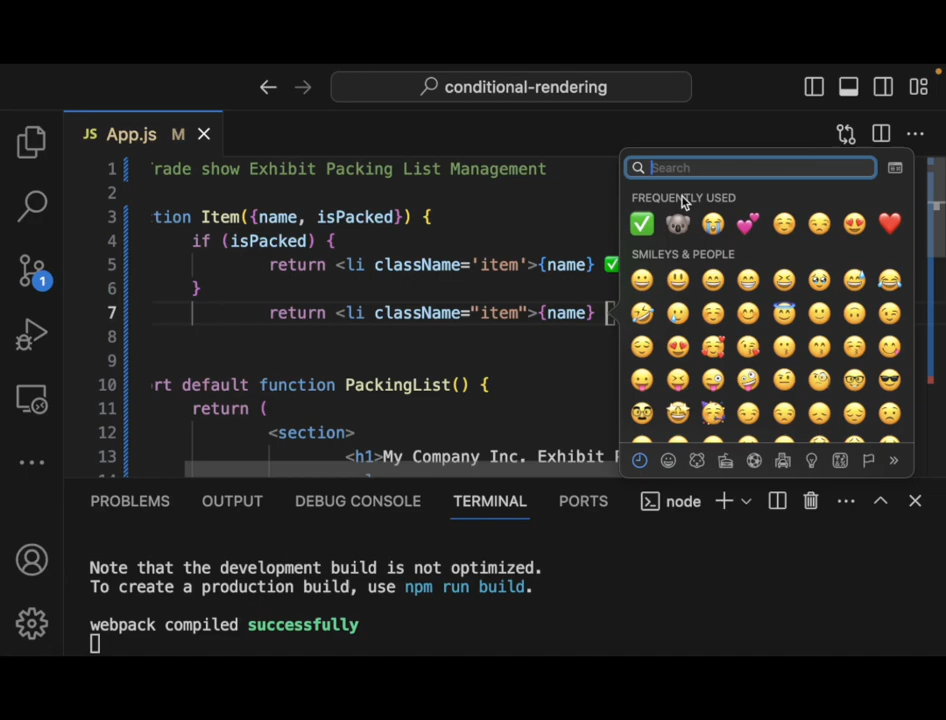 conditional-rendering
JS App.js M
1 rade show Exhibit Packing List Management
2
3 tion Item({name, isPacked}) {
4 if (isPacked) {
5 return <li className='item'>{name} ✅
6 }
7 return <li className="item">{name}
8
9
10 rt default function PackingList() {
11 return (
12 <section>
13 <h1>My Company Inc. Exhibit
Search
FREQUENTLY USED
SMILEYS & PEOPLE
1
PROBLEMS OUTPUT DEBUG CONSOLE TERMINAL PORTS node
Note that the development build is not optimized.
To create a production build, use npm run build.
webpack compiled successfully